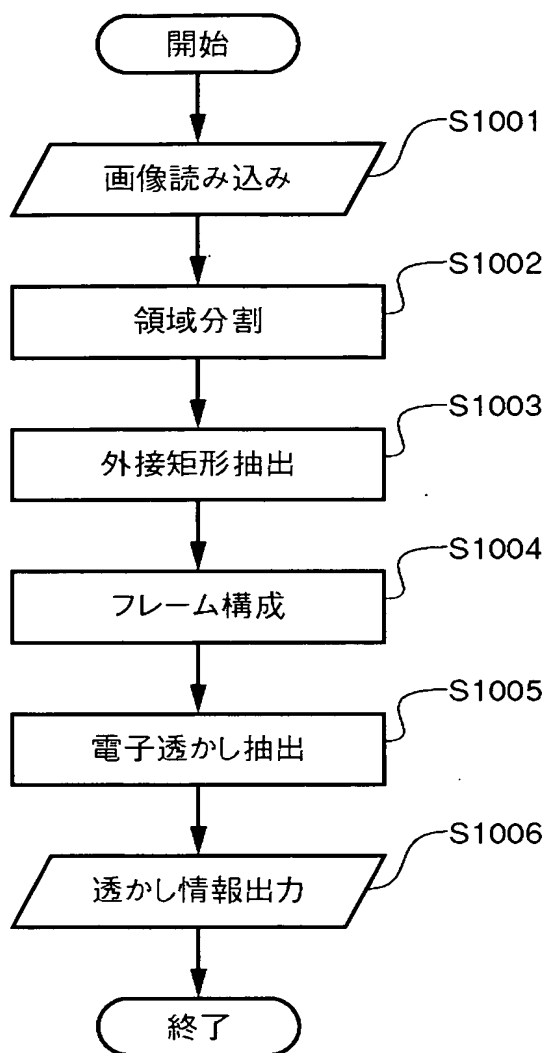 開始
S1001
画像読み込み
S1002
領域分割
S1003
外接矩形抽出
S1004
フレーム構成
S1005
電子透かし抽出
S1006
透かし情報出力
終了